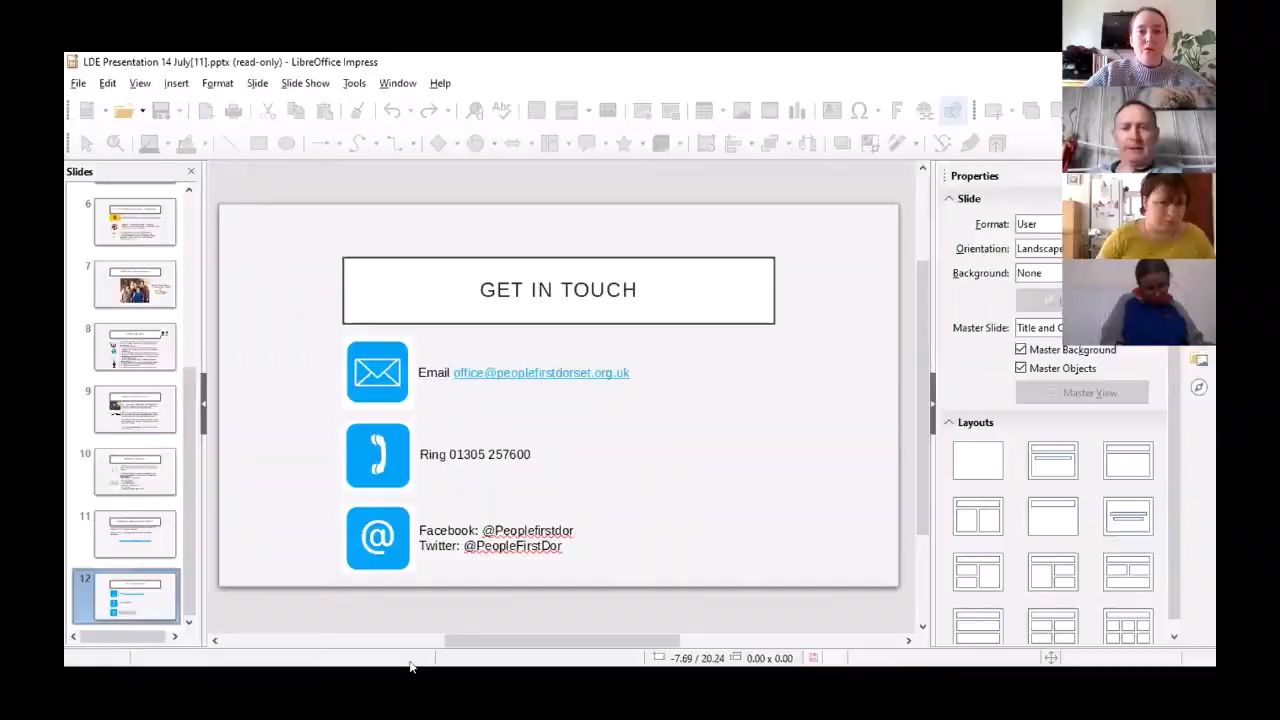 LDE Presentation 14 July[11].pptx (read-only) - LibreOffice Impress
File Edit View Insert Format Slide Slide Show Tools Window Help
Slides
Properties
Slide
Format: User
Orientation: Landscape
Background: None
Master Slide: Title and
Master Background
Master Objects
Master View
Layouts
6
7
8
9
10
11
12
GET IN TOUCH
Email office@peoplefirstdorset.org.uk
Ring 01305 257600
@
Facebook: @Peoplefirstdor
Twitter: @PeopleFirstDor
-7.69 / 20.24 0.00 x 0.00